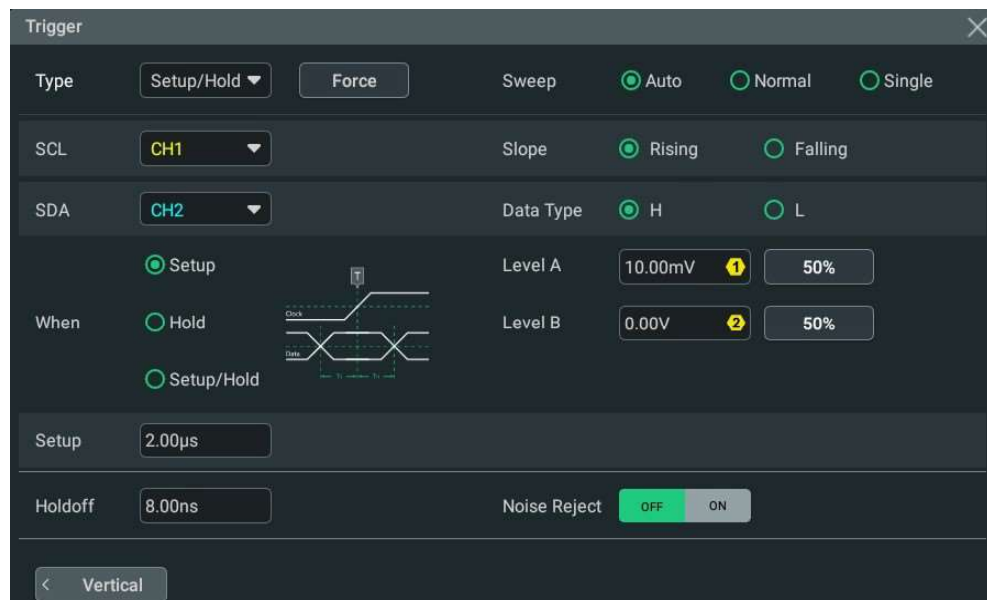 Trigger
Type Setup/Hold Force Sweep Auto Normal Single
SCL CH1 Slope Rising Falling
SDA CH2 Data Type H L
Setup Level A 10.00mV 1 50%
T
When Hold Clock Level B 0.00V 2 50%
Data
Setup/Hold
Setup 2.00µs
Holdoff 8.00ns Noise Reject OFF ON
< Vertical